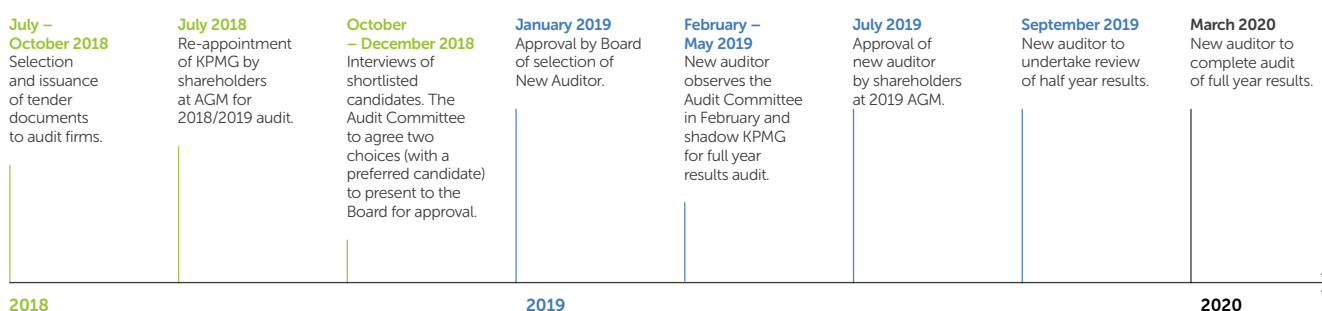 July –
October 2018
Selection
and issuance
of tender
documents
to audit firms.
July 2018
Re-appointment
of KPMG by
shareholders
at AGM for
2018/2019 audit.
October
– December 2018
Interviews of
shortlisted
candidates. The
Audit Committee
to agree two
choices (with a
preferred candidate)
to present to the
Board for approval.
January 2019
Approval by Board
of selection of
New Auditor.
February –
May 2019
New auditor
observes the
Audit Committee
in February and
shadow KPMG
for full year
results audit.
July 2019
Approval of
new auditor
by shareholders
at 2019 AGM.
September 2019
New auditor to
undertake review
of half year results.
March 2020
New auditor to
complete audit
of full year results.
2018
2019
2020